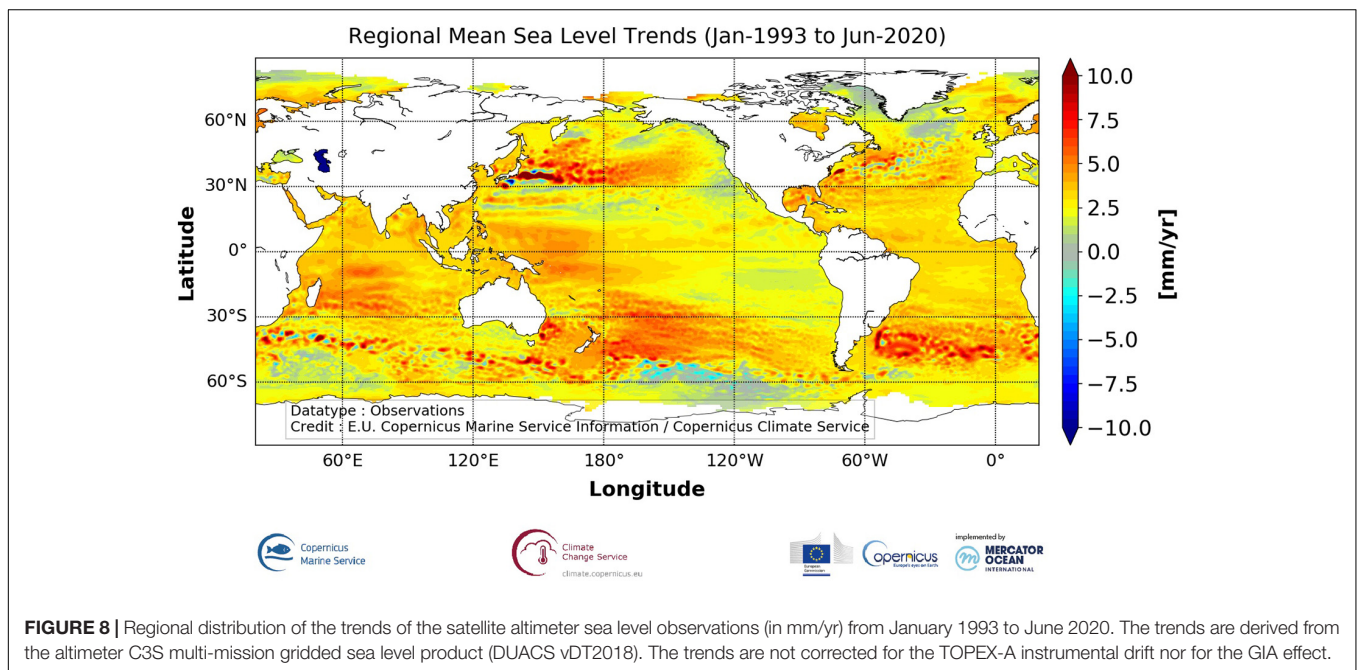 Regional Mean Sea Level Trends (Jan-1993 to Jun-2020)
10.0
7.5
5.0
2.5
0.0
−2.5
−5.0
−7.5
−10.0
[mm/yr]
60°N
30°N
0°
30°S
60°S
Latitude
Datatype : Observations
Credit : E.U. Copernicus Marine Service Information / Copernicus Climate Service
60°E 120°E 180° 120°W 60°W 0°
Longitude
Copernicus
Marine Service
Climate
Change Service
climate.copernicus.eu
European
Commission
opernicus
Europe's eyes on Earth
implemented by
MERCATOR
OCEAN
INTERNATIONAL
FIGURE 8 | Regional distribution of the trends of the satellite altimeter sea level observations (in mm/yr) from January 1993 to June 2020. The trends are derived from
the altimeter C3S multi-mission gridded sea level product (DUACS vDT2018). The trends are not corrected for the TOPEX-A instrumental drift nor for the GIA effect.